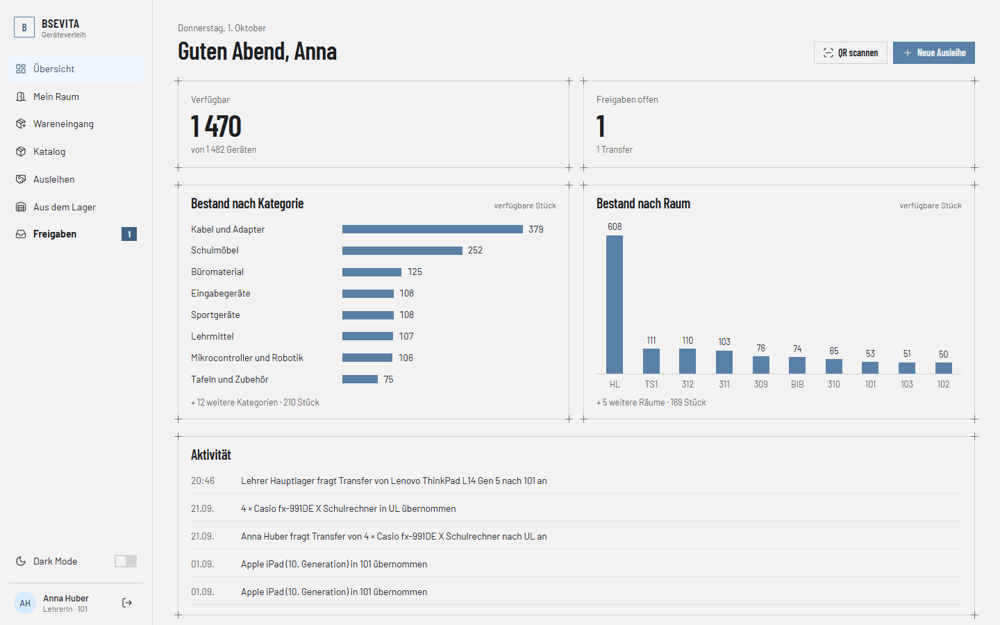 B
BSEVITA
Geräteverleih
Übersicht
Mein Raum
Wareneingang
Katalog
Ausleihen
Aus dem Lager
Freigaben 1
Dark Mode
AH
Anna Huber
LehrerIn · 101
Donnerstag, 1. Oktober
Guten Abend, Anna
QR scannen
Neue Ausleihe
Verfügbar
1 470
von 1 482 Geräten
Freigaben offen
1
1 Transfer
Bestand nach Kategorie
verfügbare Stück
Kabel und Adapter 379
Schulmöbel 252
Büromaterial 125
Eingabegeräte 108
Sportgeräte 108
Lehrmittel 107
Mikrocontroller und Robotik 106
Tafeln und Zubehör 75
+ 12 weitere Kategorien · 210 Stück
Bestand nach Raum
verfügbare Stück
608 111 110 103 76 74 65 53 51 50
HL TS1 312 311 309 BIB 310 101 103 102
+ 5 weitere Räume · 169 Stück
Aktivität
20:46 Lehrer Hauptlager fragt Transfer von Lenovo ThinkPad L14 Gen 5 nach 101 an
21.09. 4 × Casio fx-991DE X Schulrechner in UL übernommen
21.09. Anna Huber fragt Transfer von 4 × Casio fx-991DE X Schulrechner nach UL an
01.09. Apple iPad (10. Generation) in 101 übernommen
01.09. Apple iPad (10. Generation) in 101 übernommen